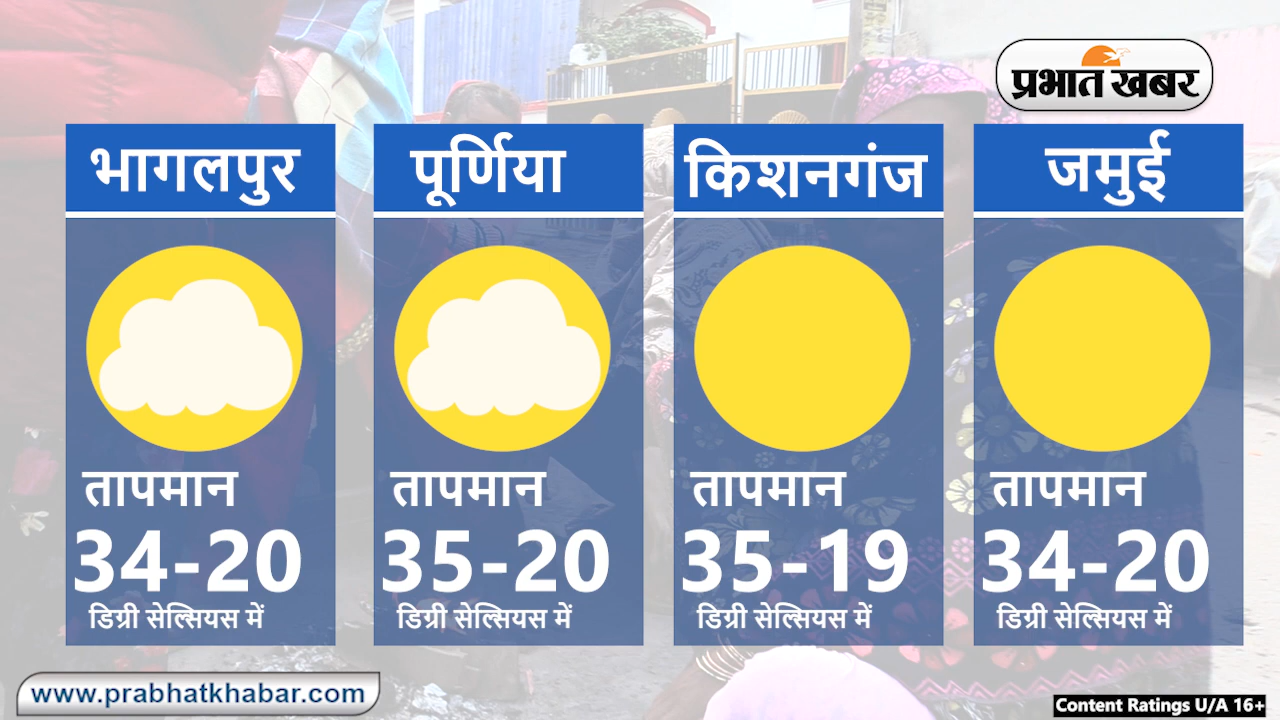 प्रभात खबर
भागलपुर
तापमान
34-20
डिग्री सेल्सियस में
पूर्णिया
तापमान
35-20
डिग्री सेल्सियस में
किशनगंज
तापमान
35-19
डिग्री सेल्सियस में
जमुई
तापमान
34-20
डिग्री सेल्सियस में
www.prabhatkhabar.com
Content Ratings U/A 16+